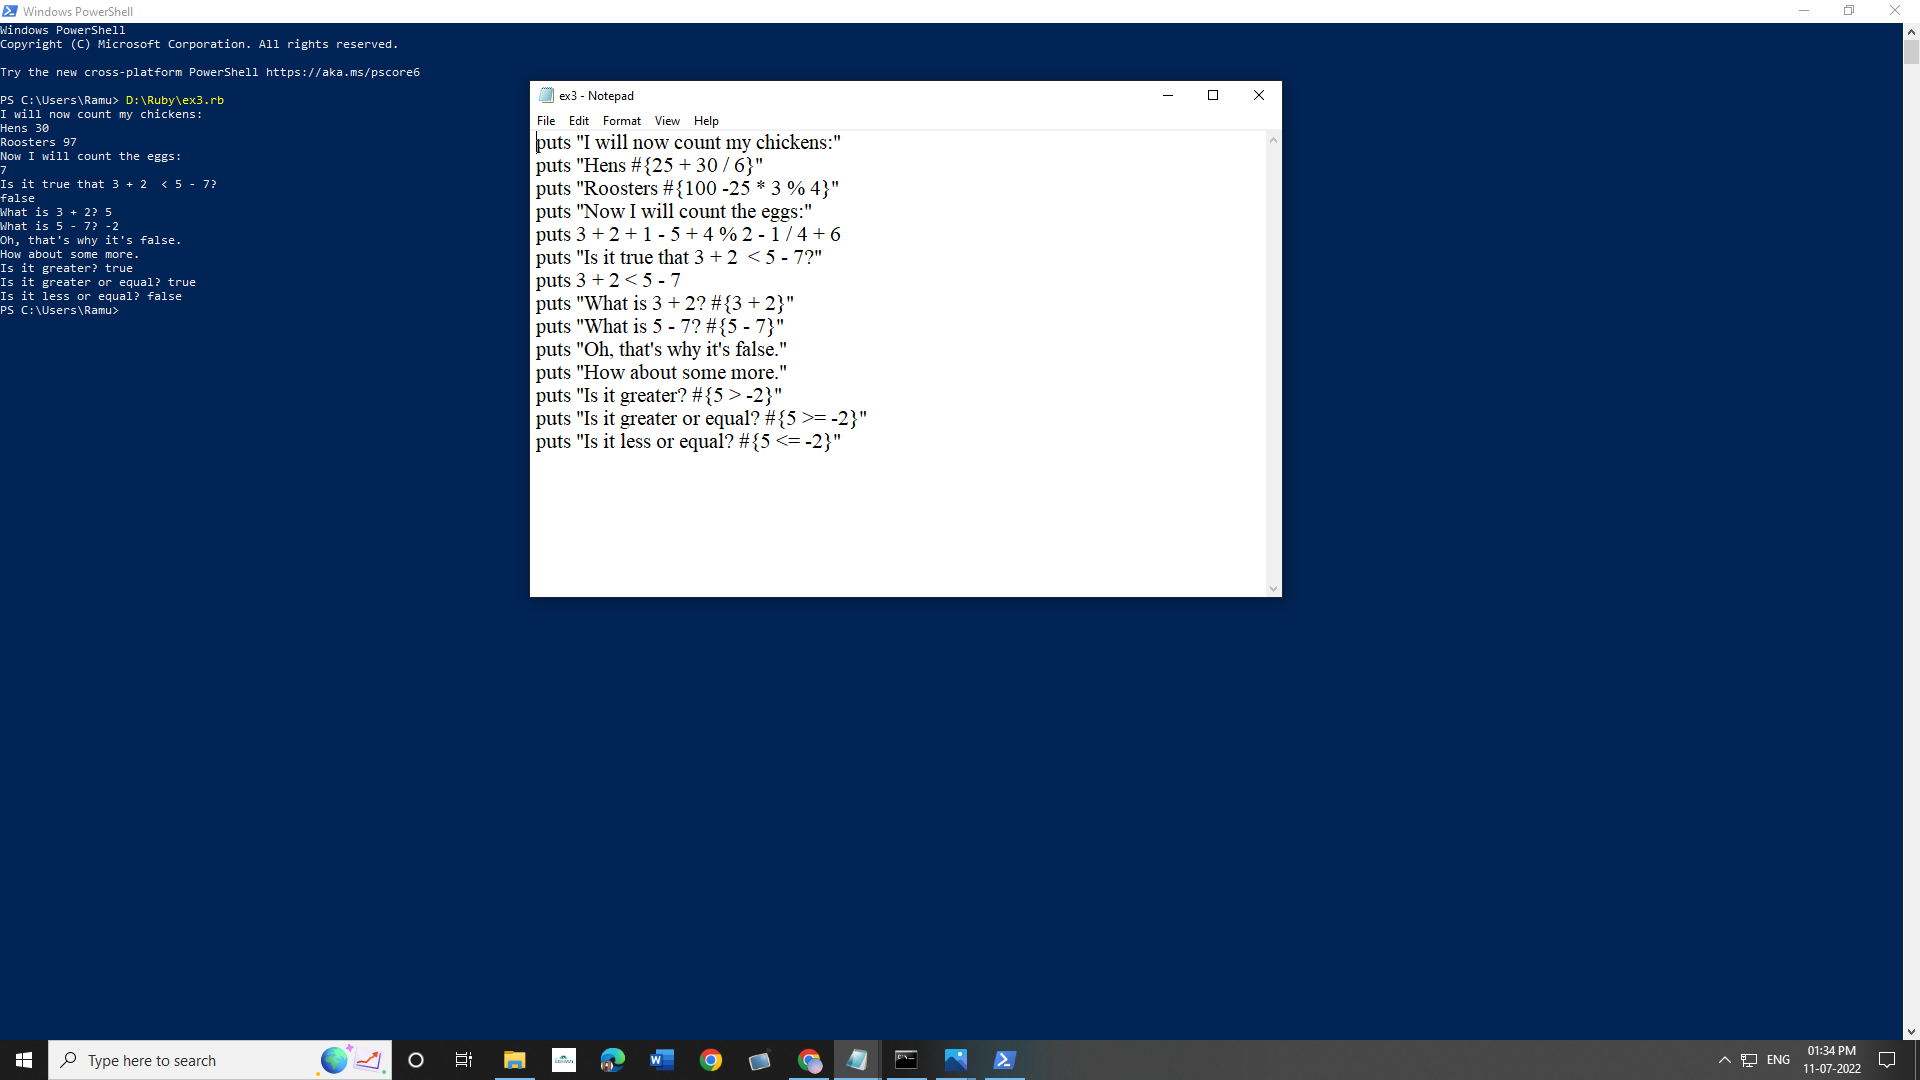 Windows PowerShell
Windows PowerShell
Copyright (C) Microsoft Corporation. All rights reserved.
Try the new cross-platform PowerShell https://aka.ms/pscore6
PS C:\Users\Ramu> D:\Ruby\ex3.rb
I will now count my chickens:
Hens 30
Roosters 97
Now I will count the eggs:
7
Is it true that 3 + 2  < 5 - 7?
false
What is 3 + 2? 5
What is 5 - 7? -2
Oh, that's why it's false.
How about some more.
Is it greater? true
Is it greater or equal? true
Is it less or equal? false
PS C:\Users\Ramu>
ex3 - Notepad
File Edit Format View Help
puts "I will now count my chickens:"
puts "Hens #{25 + 30 / 6}"
puts "Roosters #{100 -25 * 3 % 4}"
puts "Now I will count the eggs:"
puts 3 + 2 + 1 - 5 + 4 % 2 - 1 / 4 + 6
puts "Is it true that 3 + 2  < 5 - 7?"
puts 3 + 2 < 5 - 7
puts "What is 3 + 2? #{3 + 2}"
puts "What is 5 - 7? #{5 - 7}"
puts "Oh, that's why it's false."
puts "How about some more."
puts "Is it greater? #{5 > -2}"
puts "Is it greater or equal? #{5 >= -2}"
puts "Is it less or equal? #{5 <= -2}"
Type here to search
ENG
01:34 PM
11-07-2022